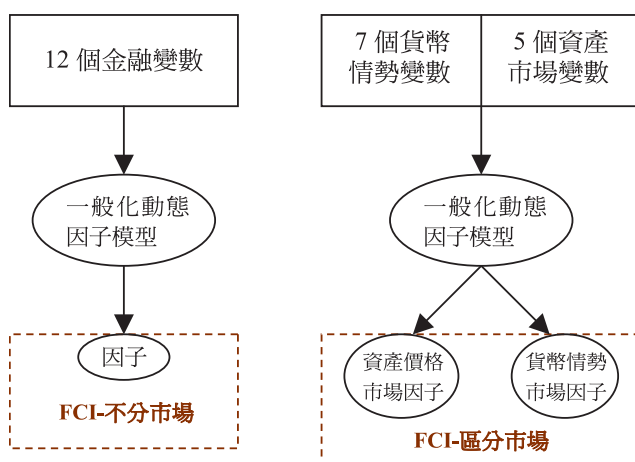 12 個金融變數
一般化動態
因子模型
因子
FCI-不分市場
7 個貨幣
情勢變數
5 個資產
市場變數
一般化動態
因子模型
資產價格
市場因子
貨幣情勢
市場因子
FCI-區分市場